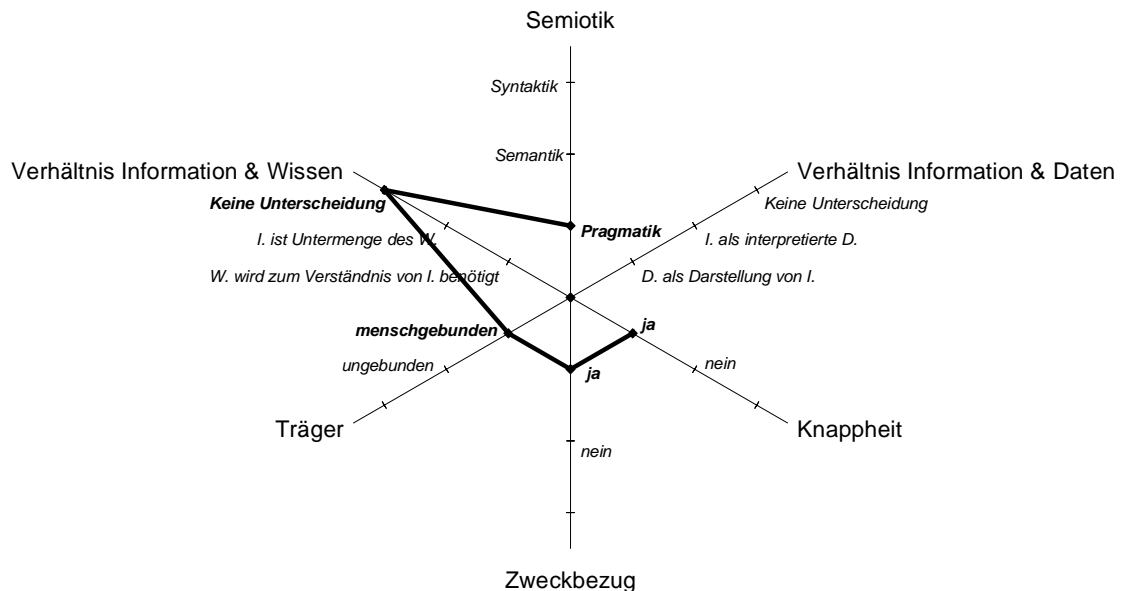 Semiotik
Syntaktik
Semantik
Verhältnis Information & Wissen
Verhältnis Information & Daten
Keine Unterscheidung
Keine Unterscheidung
Pragmatik
I. ist Untermenge des W.
I. als interpretierte D.
W. wird zum Verständnis von I. benötigt
D. als Darstellung von I.
menschgebunden
ja
ungebunden
nein
ja
Träger
Knappheit
nein
Zweckbezug